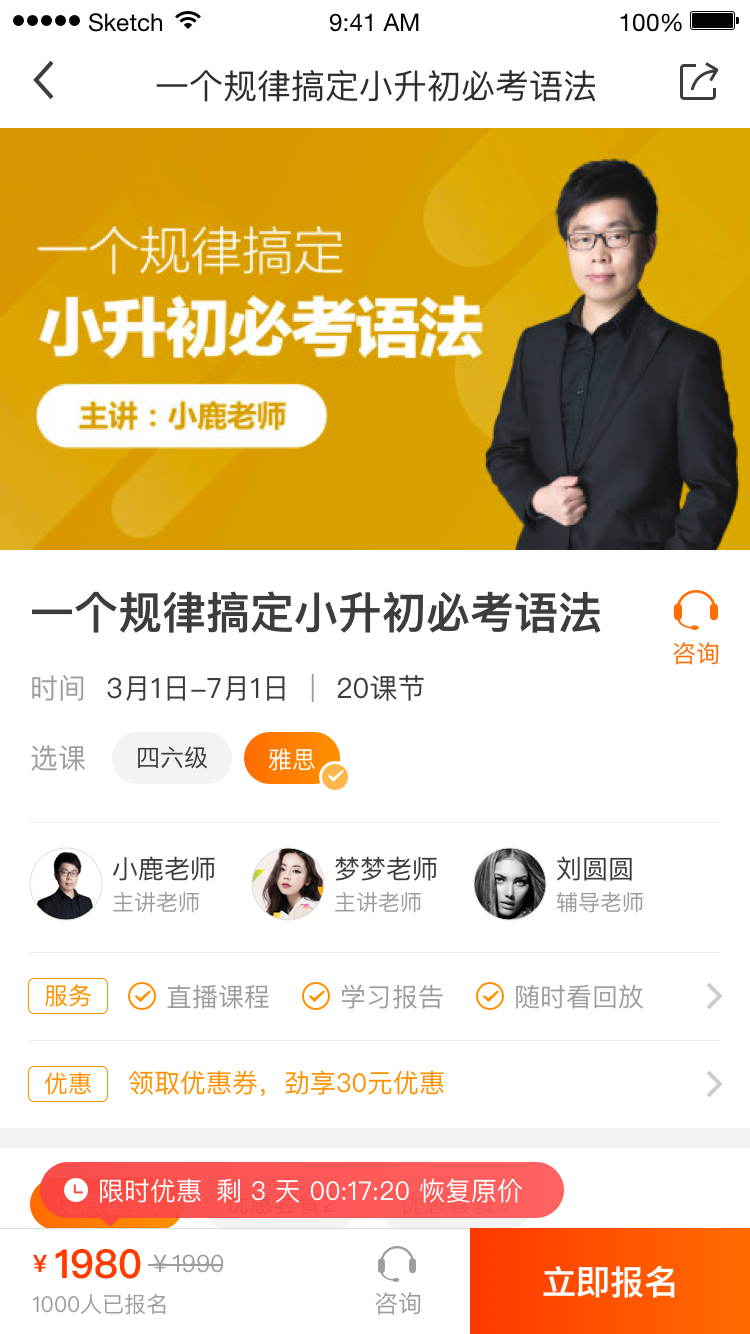 Sketch 9:41 AM 100%
一个规律搞定小升初必考语法
一个规律搞定
小升初必考语法
主讲：小鹿老师
一个规律搞定小升初必考语法
咨询
时间 3月1日–7月1日 | 20课节
选课 四六级 雅思
小鹿老师 梦梦老师 刘圆圆
主讲老师 主讲老师 辅导老师
服务 直播课程 学习报告 随时看回放
优惠 领取优惠券，劲享30元优惠
限时优惠 剩 3 天 00:17:20 恢复原价
¥1980 ¥1990
1000人已报名
咨询
立即报名